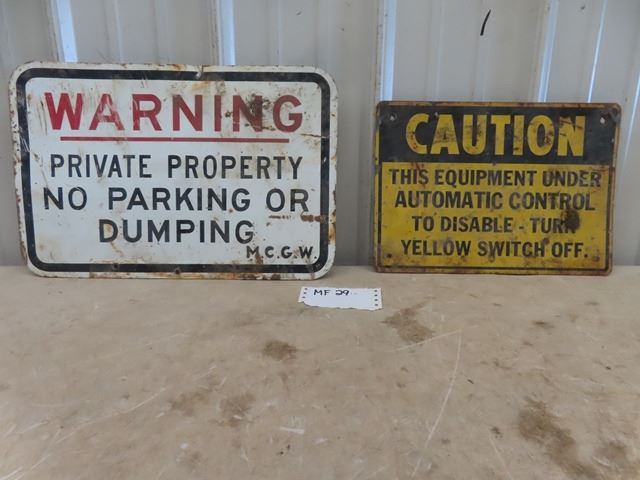 WARNING
PRIVATE PROPERTY
NO PARKING OR
DUMPING
M.C.G.W.
CAUTION
THIS EQUIPMENT UNDER
AUTOMATIC CONTROL
TO DISABLE - TURN
YELLOW SWITCH OFF.
MF 29